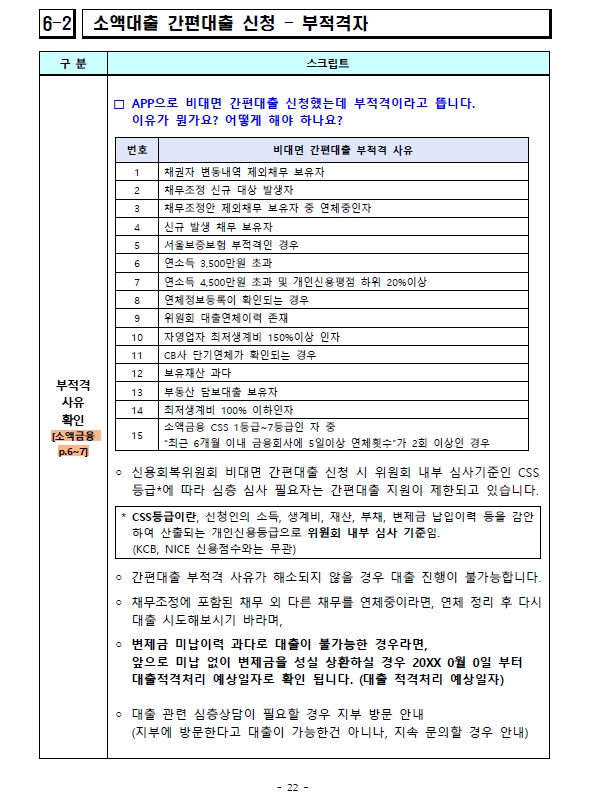 6-2 소액대출 간편대출 신청 - 부적격자
구 분
스크립트
부적격
사유
확인
[소액금융
p.6~7]
□ APP으로 비대면 간편대출 신청했는데 부적격이라고 뜹니다.
이유가 뭔가요? 어떻게 해야 하나요?
번호 비대면 간편대출 부적격 사유
1 채권자 변동내역 제외채무 보유자
2 채무조정 신규 대상 발생자
3 채무조정안 제외채무 보유자 중 연체중인자
4 신규 발생 채무 보유자
5 서울보증보험 부적격인 경우
6 연소득 3,500만원 초과
7 연소득 4,500만원 초과 및 개인신용평점 하위 20%이상
8 연체정보등록이 확인되는 경우
9 위원회 대출연체이력 존재
10 자영업자 최저생계비 150%이상 인자
11 CB사 단기연체가 확인되는 경우
12 보유재산 과다
13 부동산 담보대출 보유자
14 최저생계비 100% 이하인자
15 소액금융 CSS 1등급~7등급인 자 중
"최근 6개월 이내 금융회사에 5일이상 연체횟수"가 2회 이상인 경우
○ 신용회복위원회 비대면 간편대출 신청 시 위원회 내부 심사기준인 CSS
등급*에 따라 심층 심사 필요자는 간편대출 지원이 제한되고 있습니다.
* CSS등급이란, 신청인의 소득, 생계비, 재산, 부채, 변제금 납입이력 등을 감안
하여 산출되는 개인신용등급으로 위원회 내부 심사 기준임.
(KCB, NICE 신용점수와는 무관)
○ 간편대출 부적격 사유가 해소되지 않을 경우 대출 진행이 불가능합니다.
○ 채무조정에 포함된 채무 외 다른 채무를 연체중이라면, 연체 정리 후 다시
대출 시도해보시기 바라며,
○ 변제금 미납이력 과다로 대출이 불가능한 경우라면,
앞으로 미납 없이 변제금을 성실 상환하실 경우 20XX 0월 0일 부터
대출적격처리 예상일자로 확인 됩니다. (대출 적격처리 예상일자)
○ 대출 관련 심층상담이 필요할 경우 지부 방문 안내
(지부에 방문한다고 대출이 가능한건 아니나, 지속 문의할 경우 안내)
- 22 -